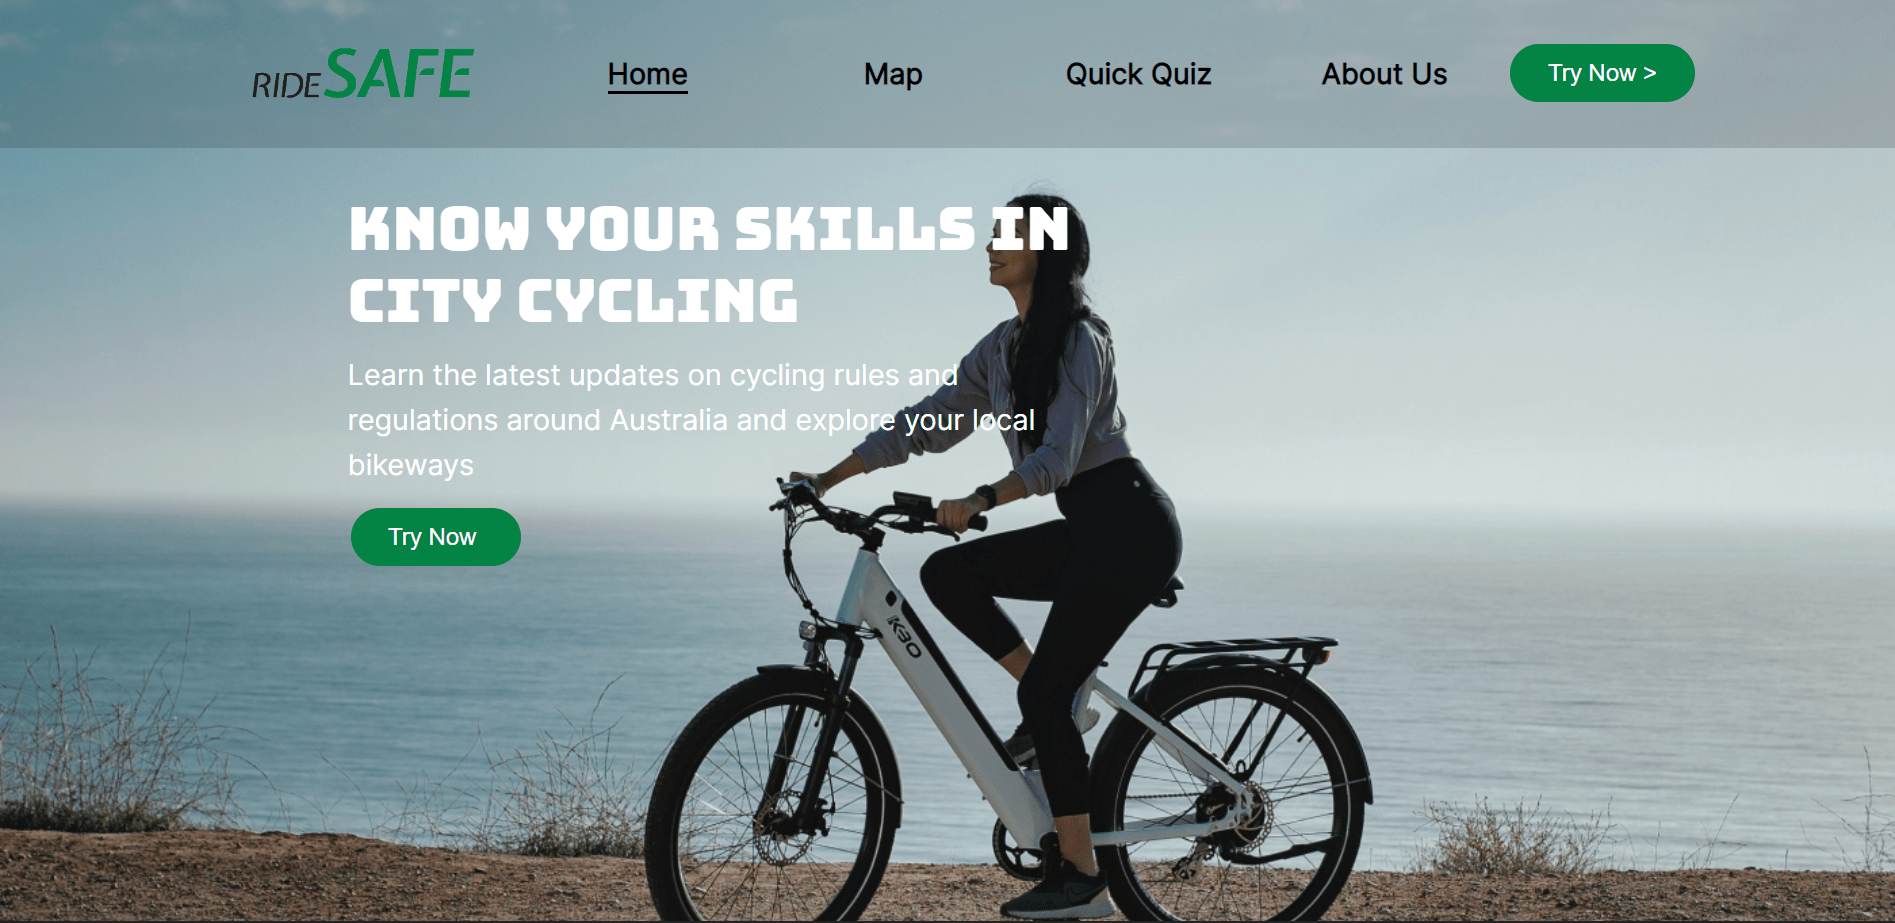 RIDE SAFE
Home
Map
Quick Quiz
About Us
Try Now >
KNOW YOUR SKILLS IN
CITY CYCLING
Learn the latest updates on cycling rules and
regulations around Australia and explore your local
bikeways
Try Now
KBO